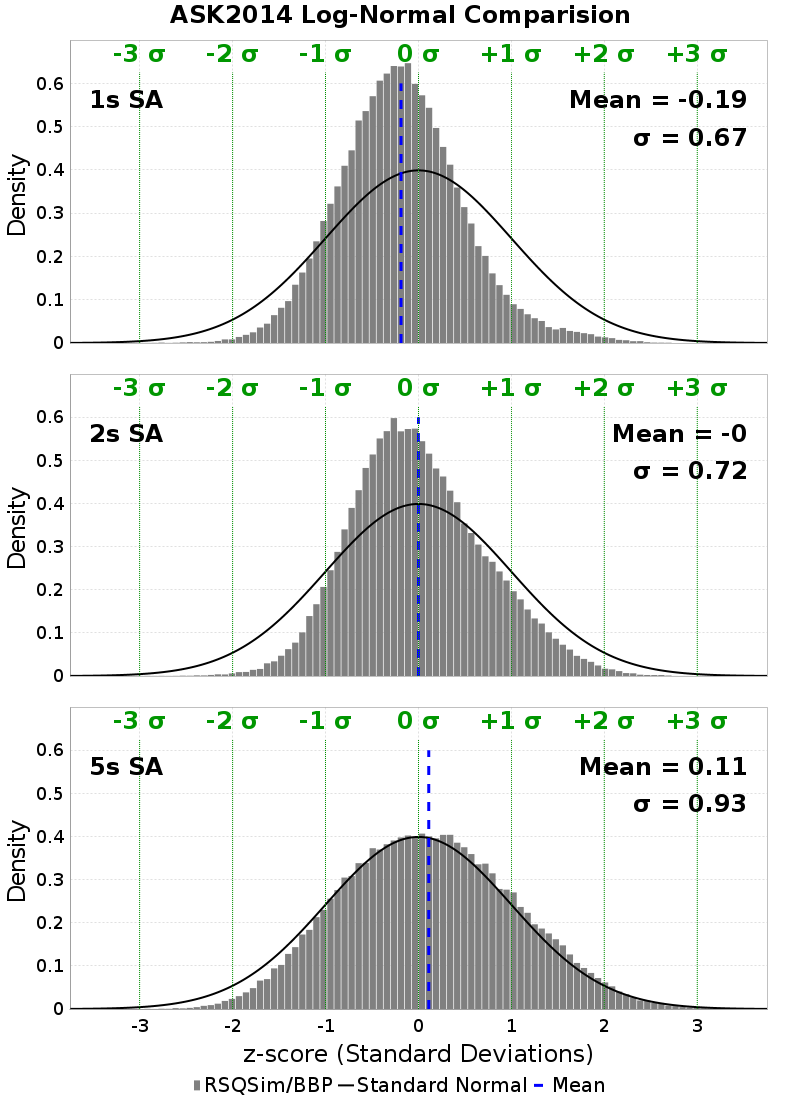 ASK2014 Log-Normal Comparision
-3 σ -2 σ -1 σ 0 σ +1 σ +2 σ +3 σ
1s SA
Mean = -0.19
σ = 0.67
Density
0.6
0.5
0.4
0.3
0.2
0.1
0
-3 σ -2 σ -1 σ 0 σ +1 σ +2 σ +3 σ
2s SA
Mean = -0
σ = 0.72
Density
0.6
0.5
0.4
0.3
0.2
0.1
0
-3 σ -2 σ -1 σ 0 σ +1 σ +2 σ +3 σ
5s SA
Mean = 0.11
σ = 0.93
Density
0.6
0.5
0.4
0.3
0.2
0.1
0
-3 -2 -1 0 1 2 3
z-score (Standard Deviations)
RSQSim/BBP Standard Normal Mean